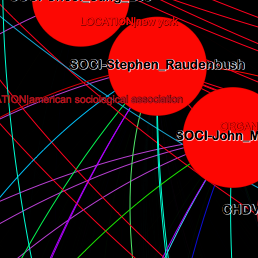 LOCATION|new york
SOCI-Stephen_Raudenbush
ATION|american sociological association
SOCI-John_M
CHDV